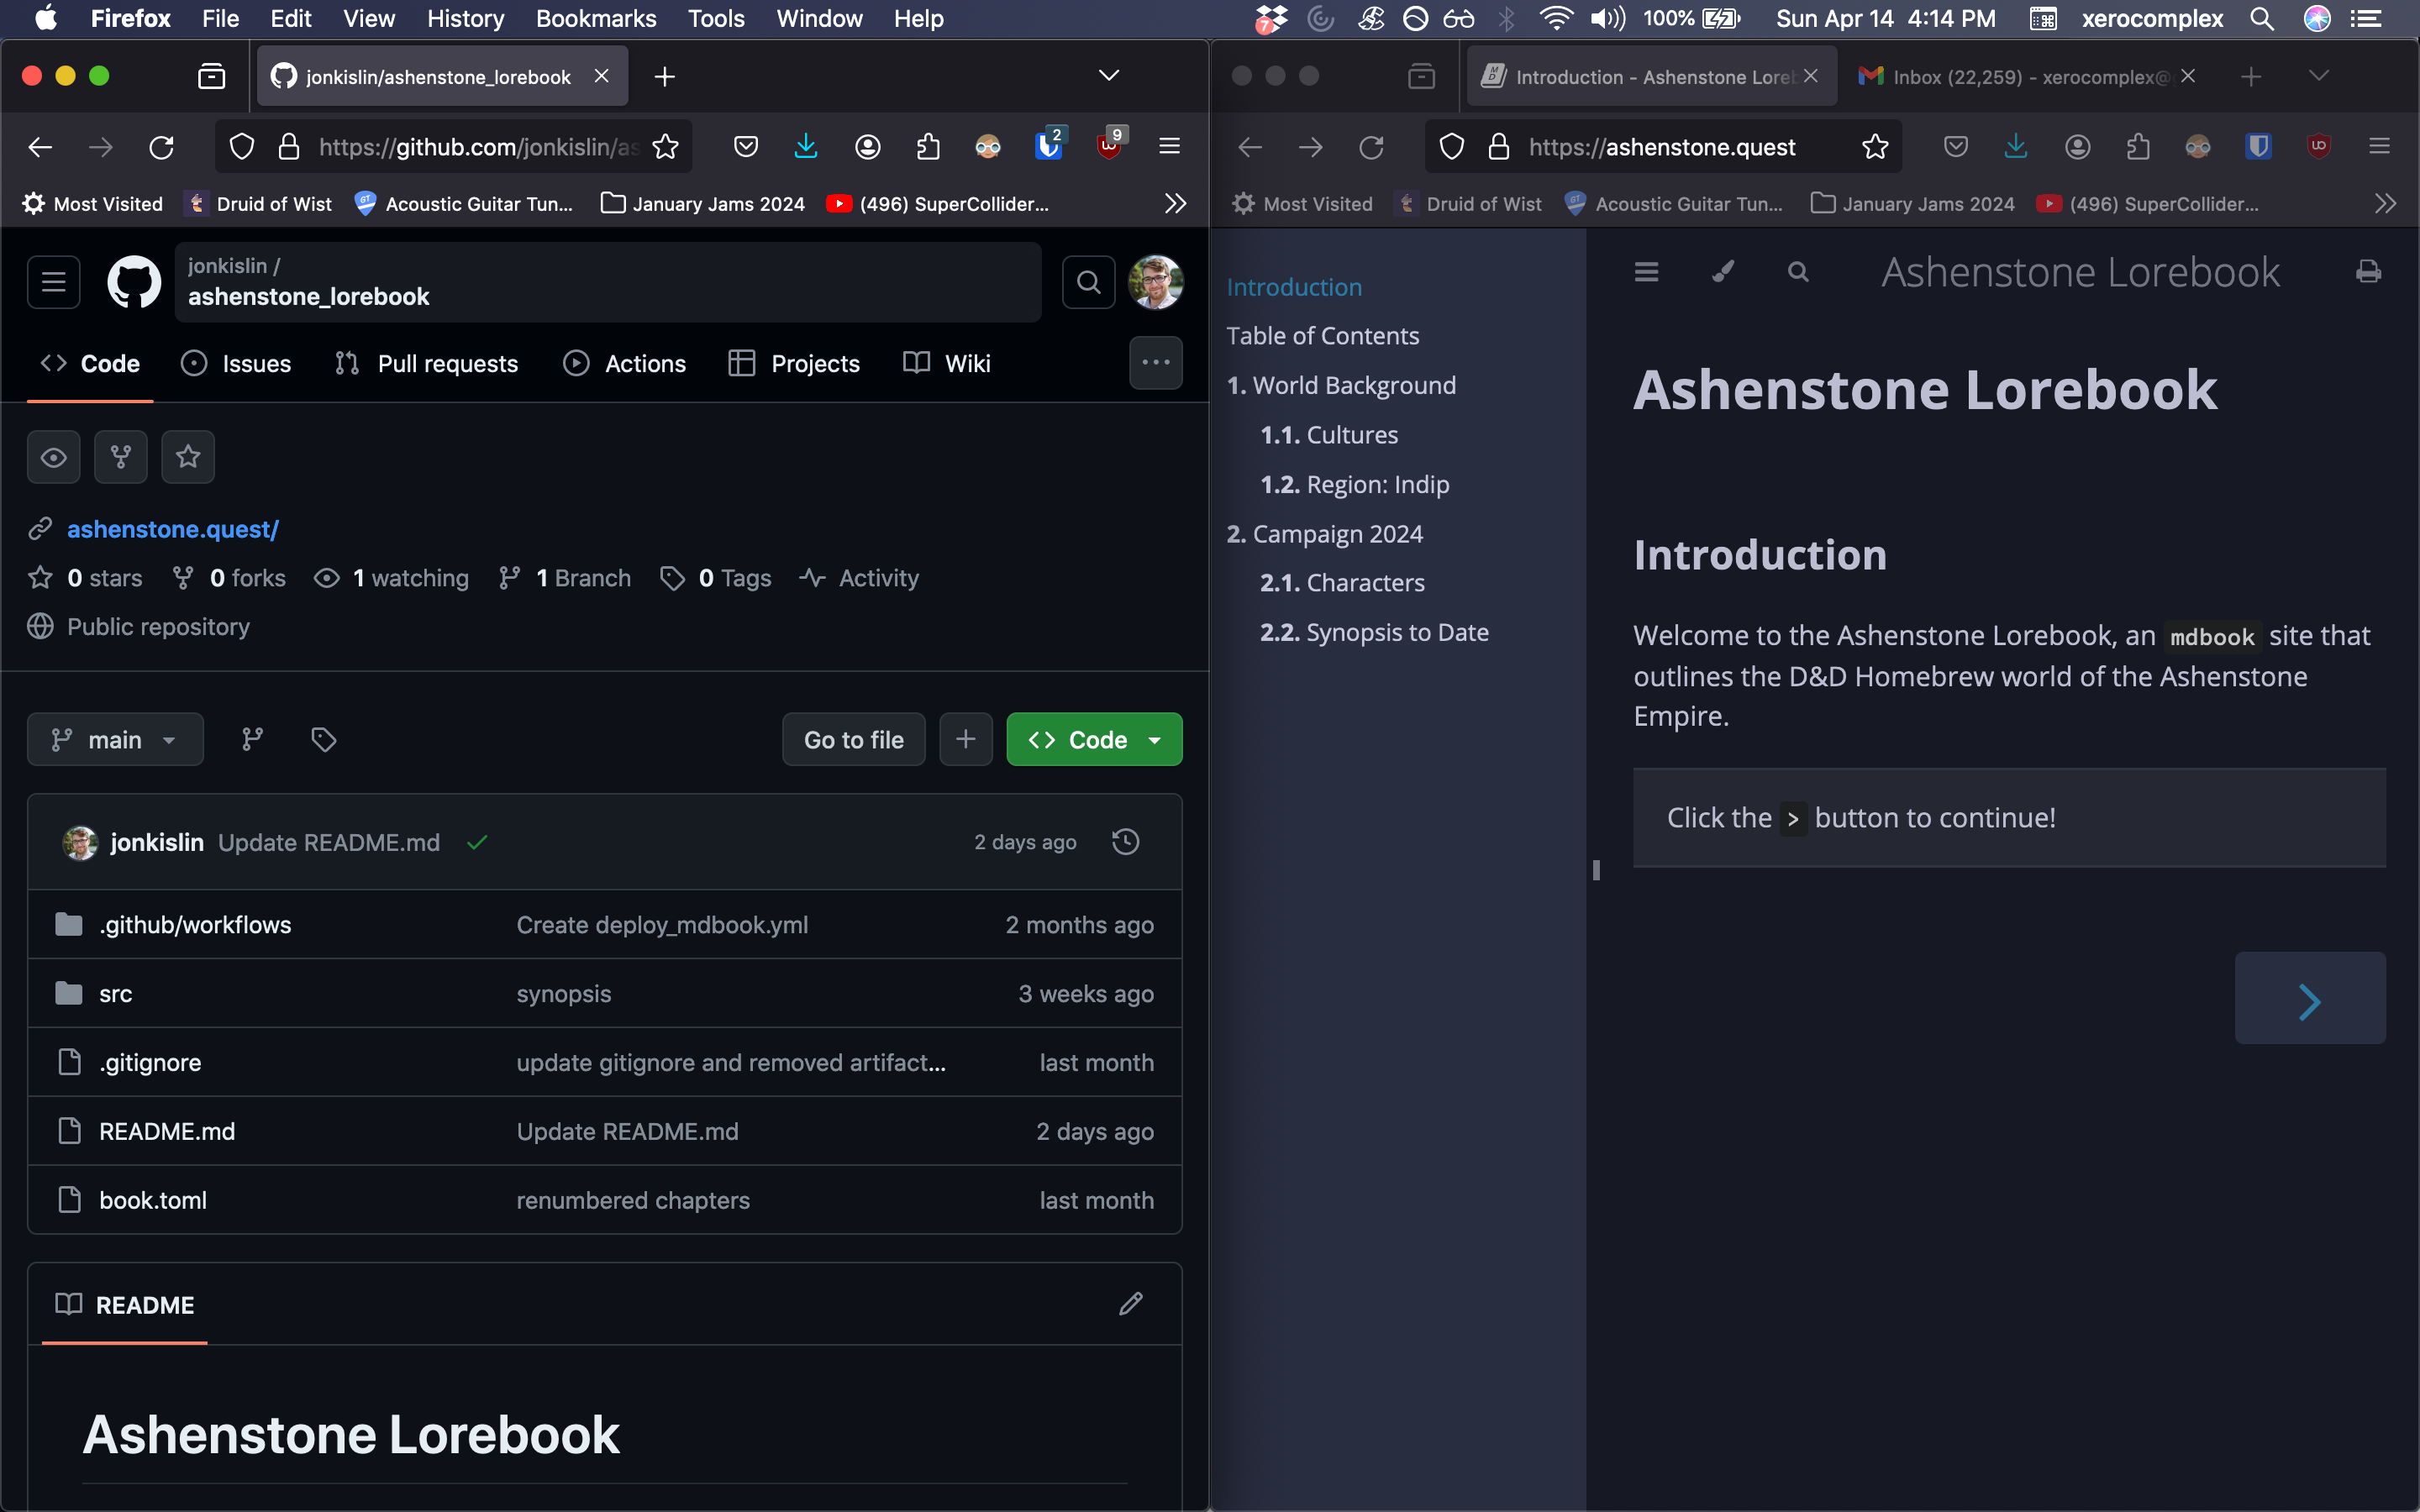 Firefox File Edit View History Bookmarks Tools Window Help
7 100% Sun Apr 14 4:14 PM xerocomplex
jonkislin/ashenstone_lorebook
https://github.com/jonkislin/as
2 9
Most Visited Druid of Wist Acoustic Guitar Tun... January Jams 2024 (496) SuperCollider...
jonkislin /
ashenstone_lorebook
Code Issues Pull requests Actions Projects Wiki
ashenstone.quest/
0 stars 0 forks 1 watching 1 Branch 0 Tags Activity
Public repository
main Go to file Code
jonkislin Update README.md 2 days ago
.github/workflows Create deploy_mdbook.yml 2 months ago
src synopsis 3 weeks ago
.gitignore update gitignore and removed artifact... last month
README.md Update README.md 2 days ago
book.toml renumbered chapters last month
README
Ashenstone Lorebook
Introduction - Ashenstone Loreb Inbox (22,259) - xerocomplex@
https://ashenstone.quest
Most Visited Druid of Wist Acoustic Guitar Tun... January Jams 2024 (496) SuperCollider...
Introduction
Table of Contents
1. World Background
1.1. Cultures
1.2. Region: Indip
2. Campaign 2024
2.1. Characters
2.2. Synopsis to Date
Ashenstone Lorebook
Ashenstone Lorebook
Introduction
Welcome to the Ashenstone Lorebook, an mdbook site that
outlines the D&D Homebrew world of the Ashenstone
Empire.
Click the > button to continue!